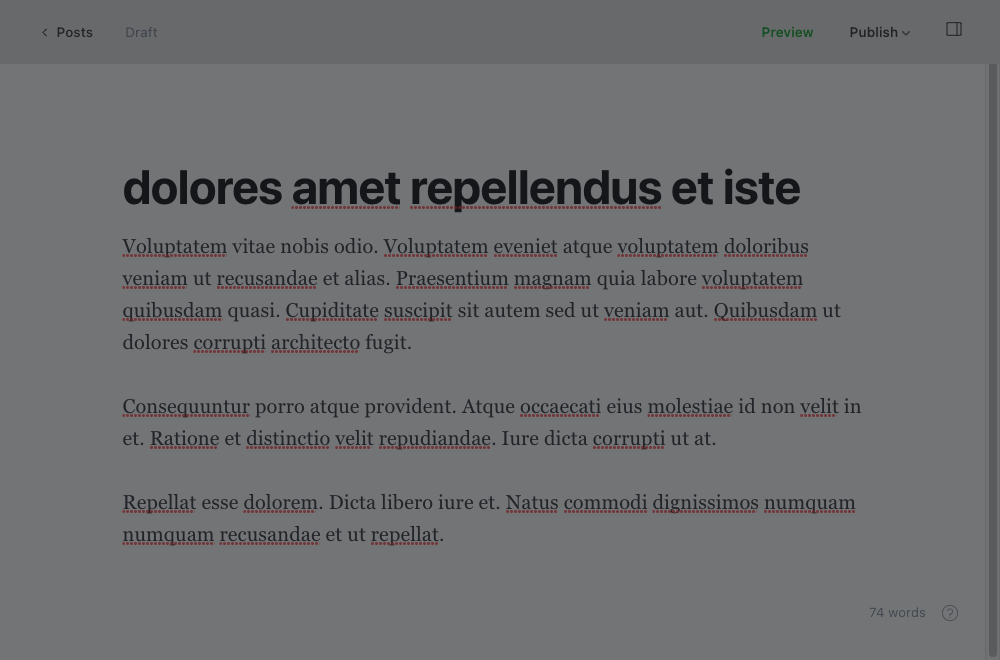 Posts
Draft
Preview
Publish
dolores amet repellendus et iste
Voluptatem vitae nobis odio. Voluptatem eveniet atque voluptatem doloribus
veniam ut recusandae et alias. Praesentium magnam quia labore voluptatem
quibusdam quasi. Cupiditate suscipit sit autem sed ut veniam aut. Quibusdam ut
dolores corrupti architecto fugit.
Consequuntur porro atque provident. Atque occaecati eius molestiae id non velit in
et. Ratione et distinctio velit repudiandae. Iure dicta corrupti ut at.
Repellat esse dolorem. Dicta libero iure et. Natus commodi dignissimos numquam
numquam recusandae et ut repellat.
74 words
?